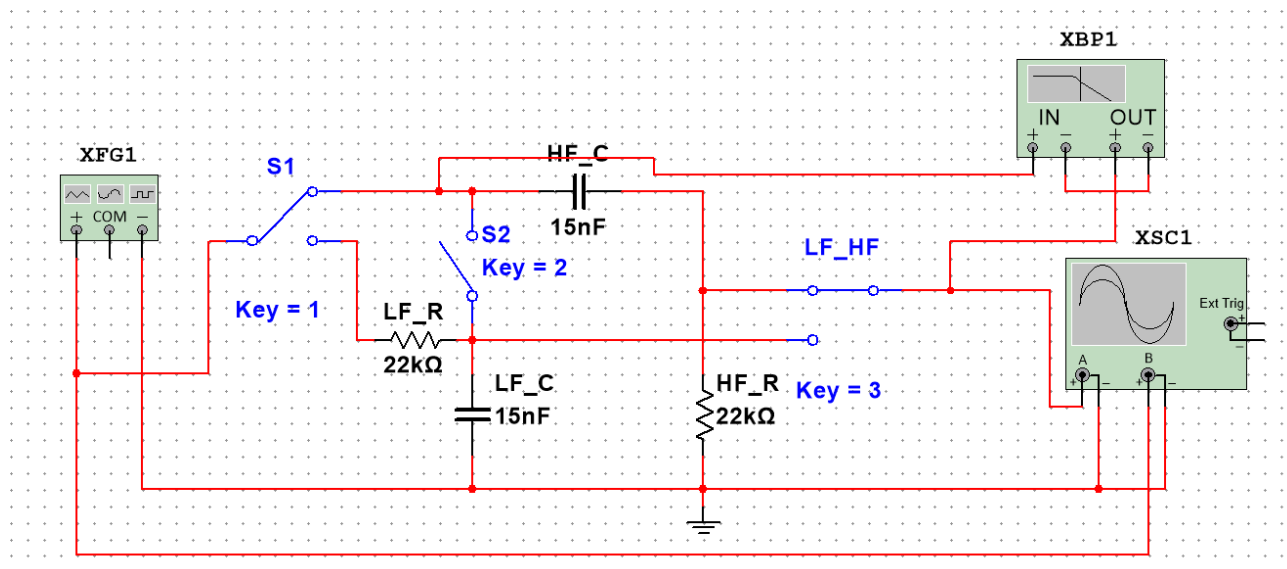 XBP1
IN OUT
+ − + −
XFG1
+ COM −
S1
HF_C
15nF
S2
Key = 2
LF_HF
XSC1
Ext Trig
+
−
A B
+ − + −
Key = 1
LF_R
22kΩ
LF_C
15nF
HF_R
22kΩ
Key = 3